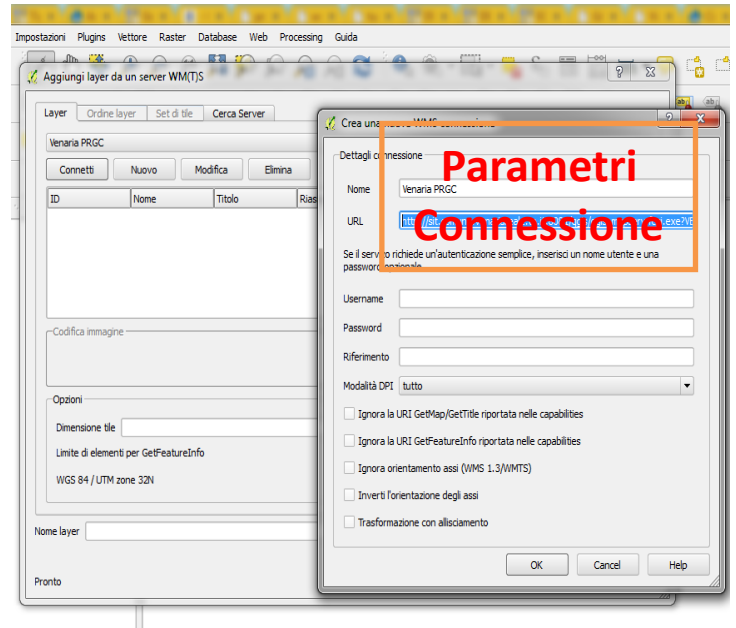 Impostazioni Plugins Vettore Raster Database Web Processing Guida
Aggiungi layer da un server WM(T)S
Layer Ordine layer Set di tile Cerca Server
Venaria PRGC
Connetti Nuovo Modifica Elimina
ID Nome Titolo
Codifica immagine
Opzioni
Dimensione tile
Limite di elementi per GetFeatureInfo
WGS 84 / UTM zone 32N
Nome layer
Pronto
Crea una WMS connessione
Parametri
Connessione
Dettagli connessione
Nome Venaria PRGC
URL
Se il servizio richiede un'autenticazione semplice, inserisci un nome utente e una
password opzionale
Username
Password
Riferimento
Modalità DPI tutto
Ignora la URI GetMap/GetTitle riportata nelle capabilities
Ignora la URI GetFeatureInfo riportata nelle capabilities
Ignora orientamento assi (WMS 1.3/WMTS)
Inverti l'orientazione degli assi
Trasformazione con allisciamento
OK Cancel Help